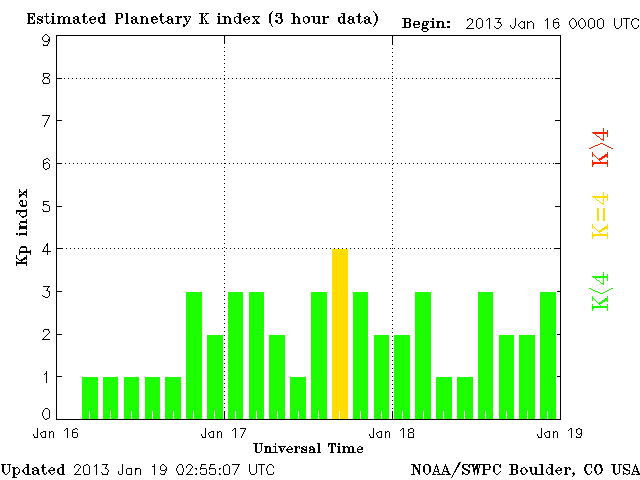 Estimated Planetary K index (3 hour data) Begin: 2013 Jan 16 0000 UTC
9
8
7
6
5
4
3
2
1
0
Kp index
K>4
K=4
K<4
Jan 16 Jan 17 Jan 18 Jan 19
Universal Time
Updated 2013 Jan 19 02:55:07 UTC NOAA/SWPC Boulder, CO USA